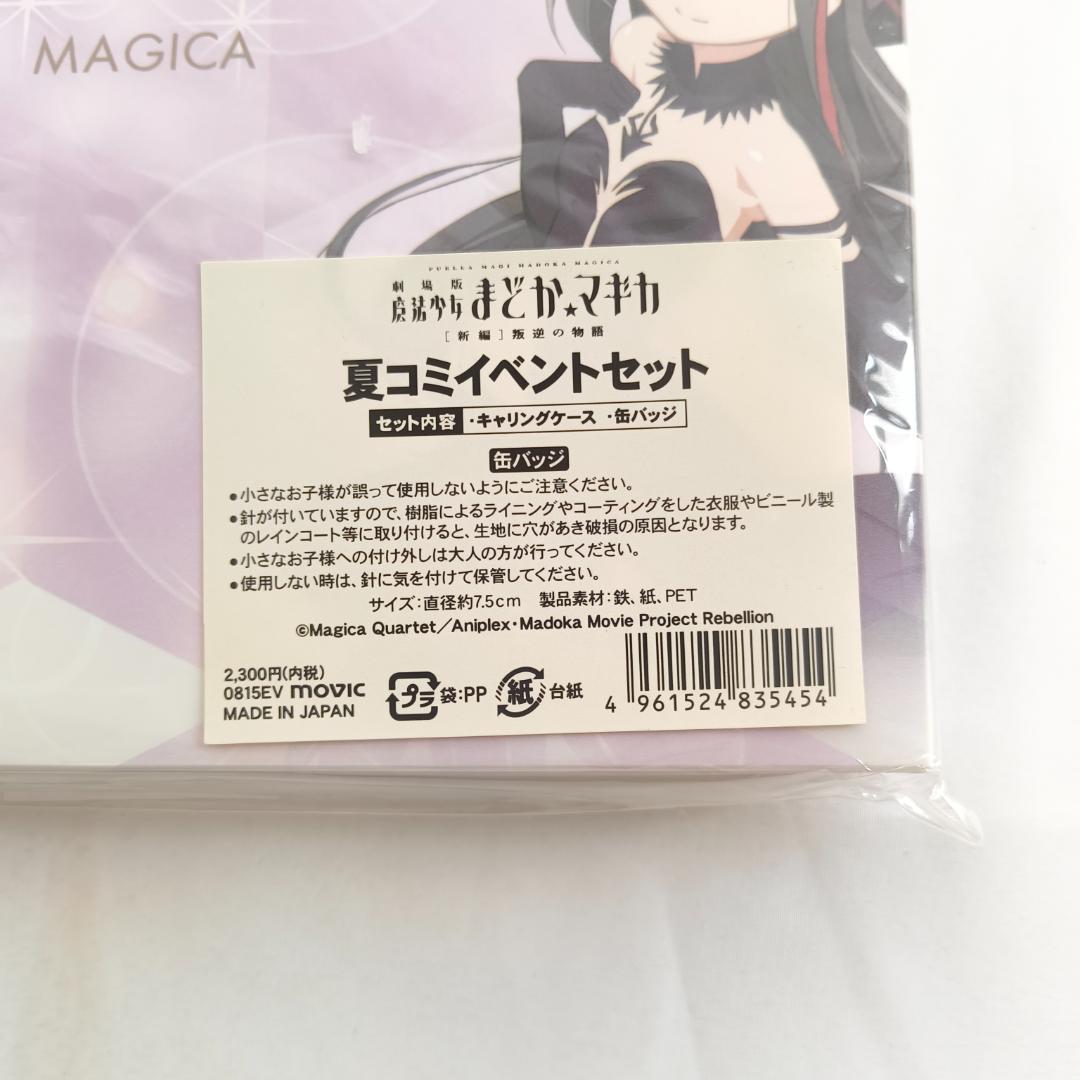 MAGICA
PUELLA MAGI MADOKA MAGICA
劇場版
魔法少女まどか★マギカ
[新編]叛逆の物語
夏コミイベントセット
セット内容 ・キャリングケース ・缶バッジ
缶バッジ
●小さなお子様が誤って使用しないようにご注意ください。
●針が付いていますので、樹脂によるライニングやコーティングをした衣服やビニール製
のレインコート等に取り付けると、生地に穴があき破損の原因となります。
●小さなお子様への付け外しは大人の方が行ってください。
●使用しない時は、針に気を付けて保管してください。
サイズ:直径約7.5cm 製品素材:鉄、紙、PET
©Magica Quartet／Aniplex・Madoka Movie Project Rebellion
2,300円(内税)
0815EV movic
MADE IN JAPAN
プラ 袋:PP 紙 台紙
4 961524 835454